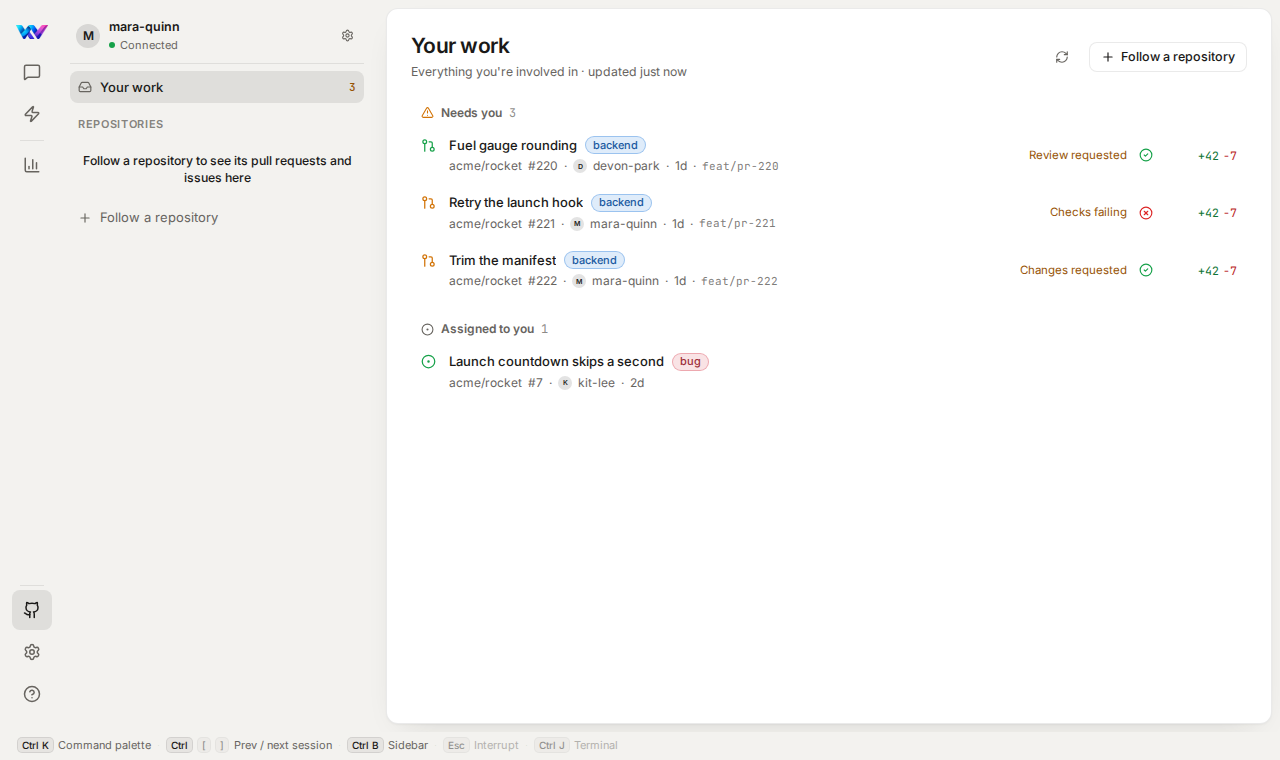 M mara-quinn
Connected
Your work 3
REPOSITORIES
Follow a repository to see its pull requests and
issues here
Follow a repository
Your work
Everything you're involved in · updated just now
Follow a repository
Needs you 3
Fuel gauge rounding backend
acme/rocket #220 · D devon-park · 1d · feat/pr-220
Review requested +42 -7
Retry the launch hook backend
acme/rocket #221 · M mara-quinn · 1d · feat/pr-221
Checks failing +42 -7
Trim the manifest backend
acme/rocket #222 · M mara-quinn · 1d · feat/pr-222
Changes requested +42 -7
Assigned to you 1
Launch countdown skips a second bug
acme/rocket #7 · K kit-lee · 2d
Ctrl K Command palette Ctrl [ ] Prev / next session Ctrl B Sidebar Esc Interrupt Ctrl J Terminal